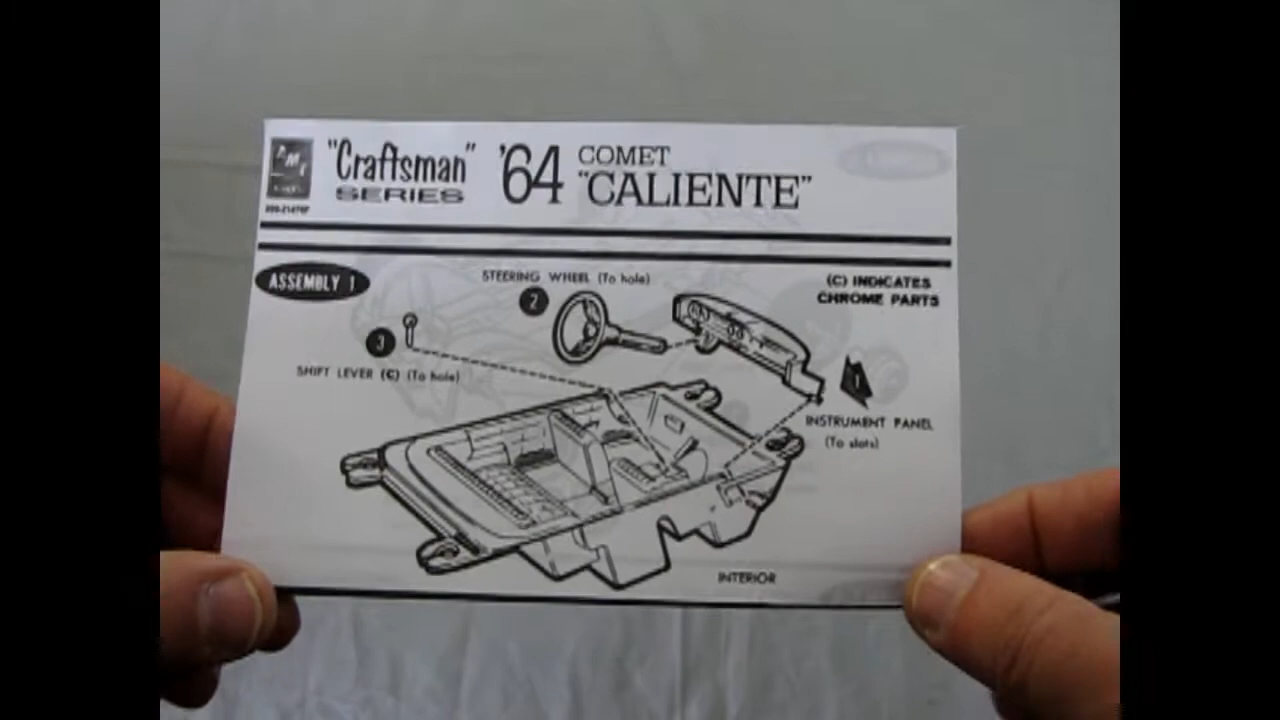 AMT
"Craftsman"
SERIES
'64
COMET
"CALIENTE"
ASSEMBLY 1
STEERING WHEEL (To hole)
2
(C) INDICATES
CHROME PARTS
3
SHIFT LEVER (C) (To hole)
1
INSTRUMENT PANEL
(To slots)
INTERIOR